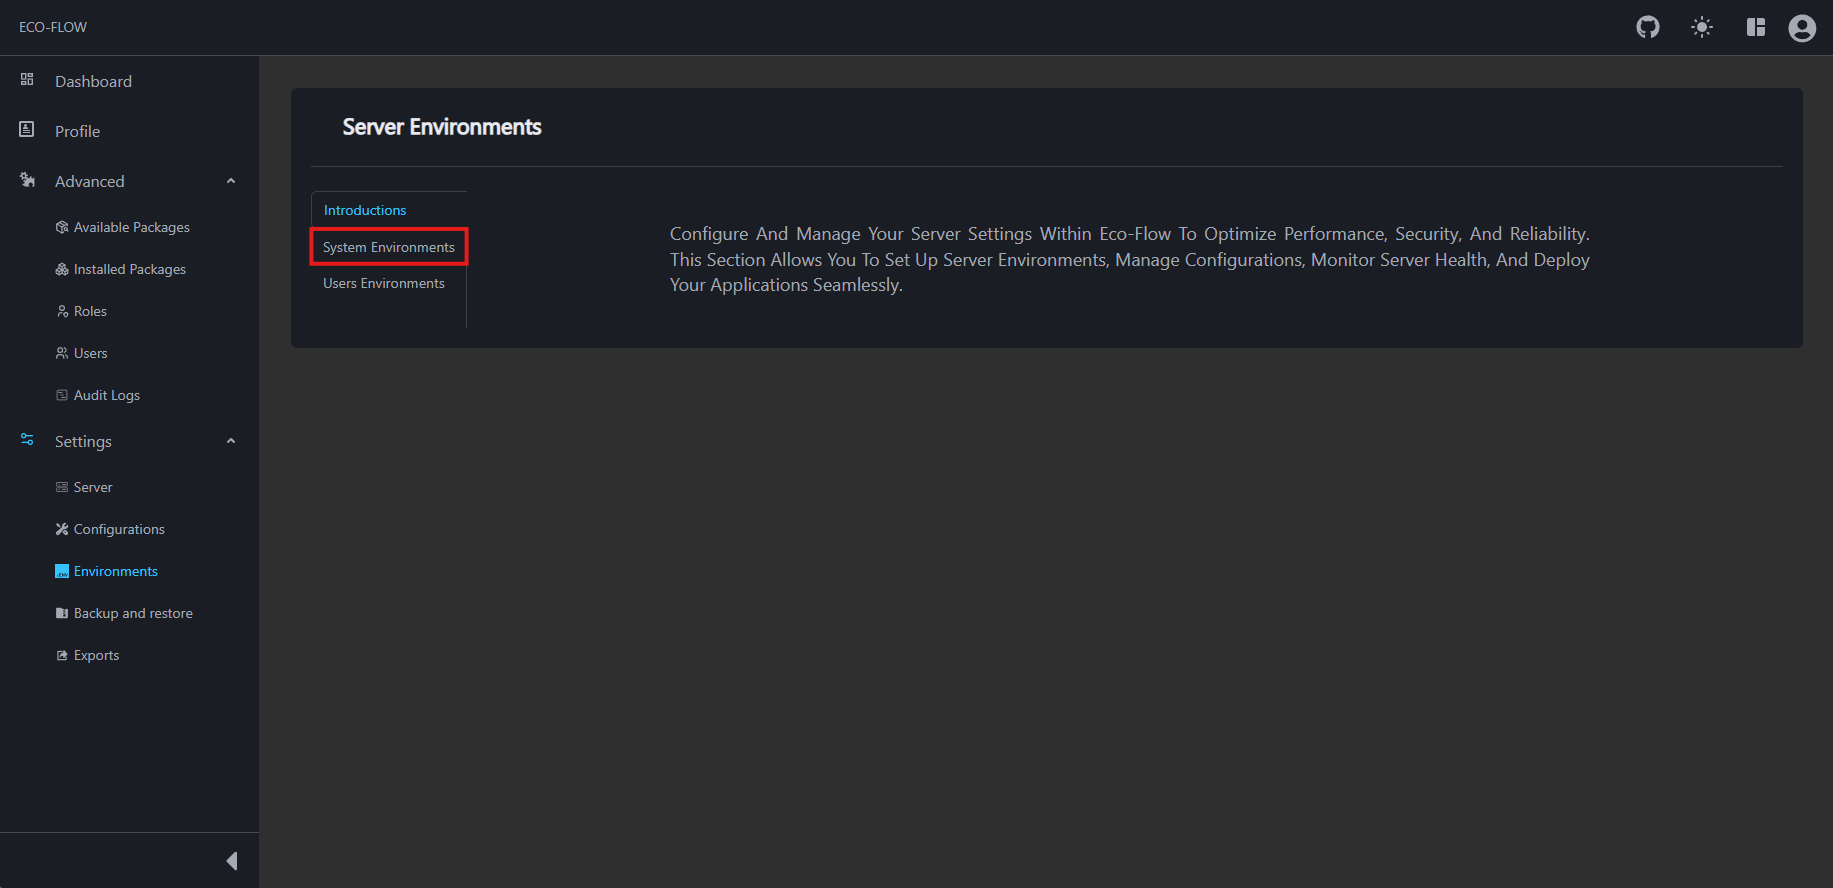 ECO-FLOW
Dashboard
Profile
Advanced
Available Packages
Installed Packages
Roles
Users
Audit Logs
Settings
Server
Configurations
Environments
Backup and restore
Exports
Server Environments
Introductions
System Environments
Users Environments
Configure And Manage Your Server Settings Within Eco-Flow To Optimize Performance, Security, And Reliability.
This Section Allows You To Set Up Server Environments, Manage Configurations, Monitor Server Health, And Deploy
Your Applications Seamlessly.